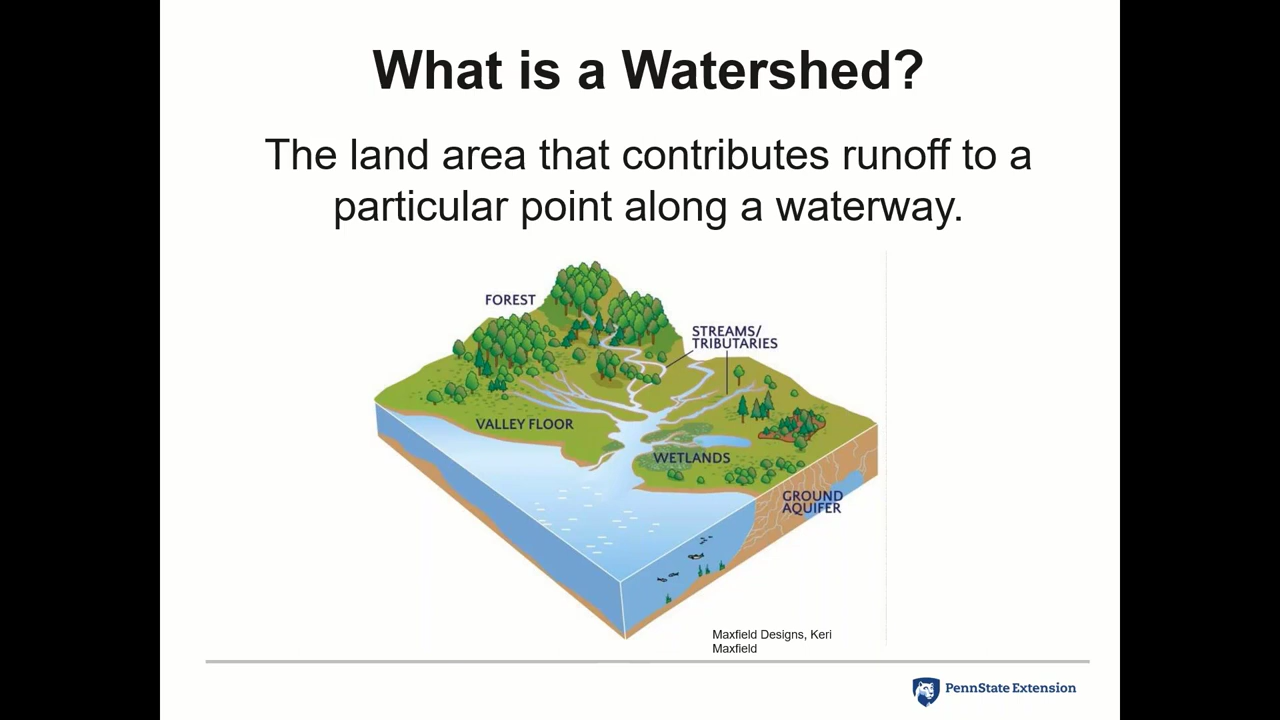 What is a Watershed?
The land area that contributes runoff to a
particular point along a waterway.
FOREST
STREAMS/
TRIBUTARIES
VALLEY FLOOR
WETLANDS
GROUND
AQUIFER
Maxfield Designs, Keri
Maxfield
PennState Extension